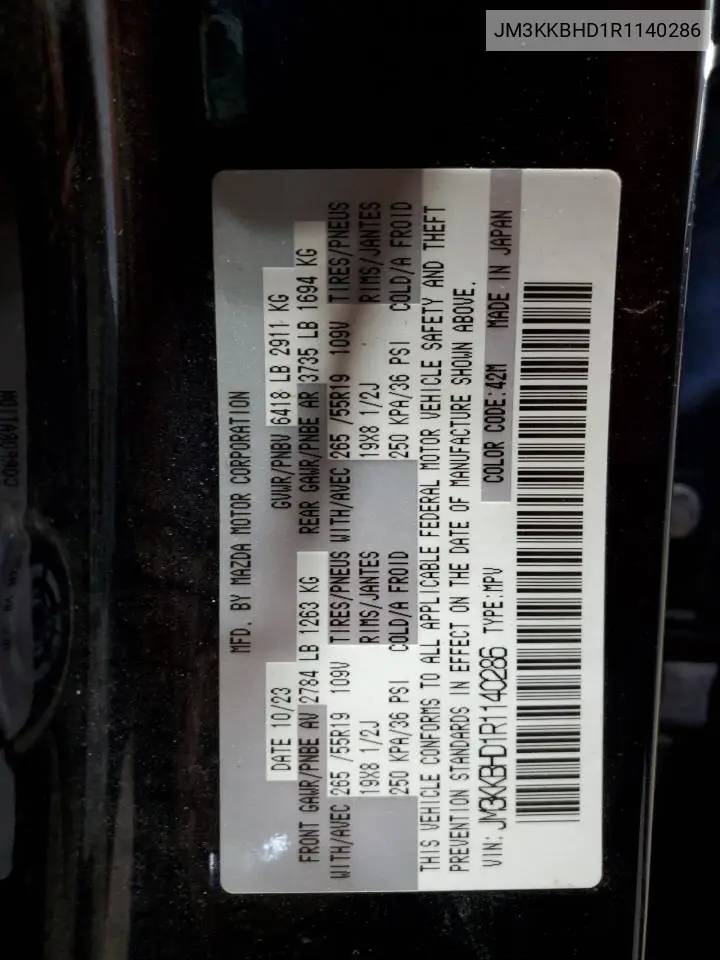 JM3KKBHD1R1140286
MFD. BY MAZDA MOTOR CORPORATION
DATE 10/23 GVWR/PNBV 6418 LB 2911 KG
FRONT GAWR/PNBE AV 2784 LB 1263 KG REAR GAWR/PNBE AR 3735 LB 1694 KG
WITH/AVEC 265 /55R19 109V TIRES/PNEUS WITH/AVEC 265 /55R19 109V TIRES/PNEUS
19X8 1/2J RIMS/JANTES 19X8 1/2J RIMS/JANTES
250 KPA/36 PSI COLD/A FROID 250 KPA/36 PSI COLD/A FROID
THIS VEHICLE CONFORMS TO ALL APPLICABLE FEDERAL MOTOR VEHICLE SAFETY AND THEFT
PREVENTION STANDARDS IN EFFECT ON THE DATE OF MANUFACTURE SHOWN ABOVE.
VIN: JM3KKBHD1R1140286 TYPE:MPV COLOR CODE:42M MADE IN JAPAN